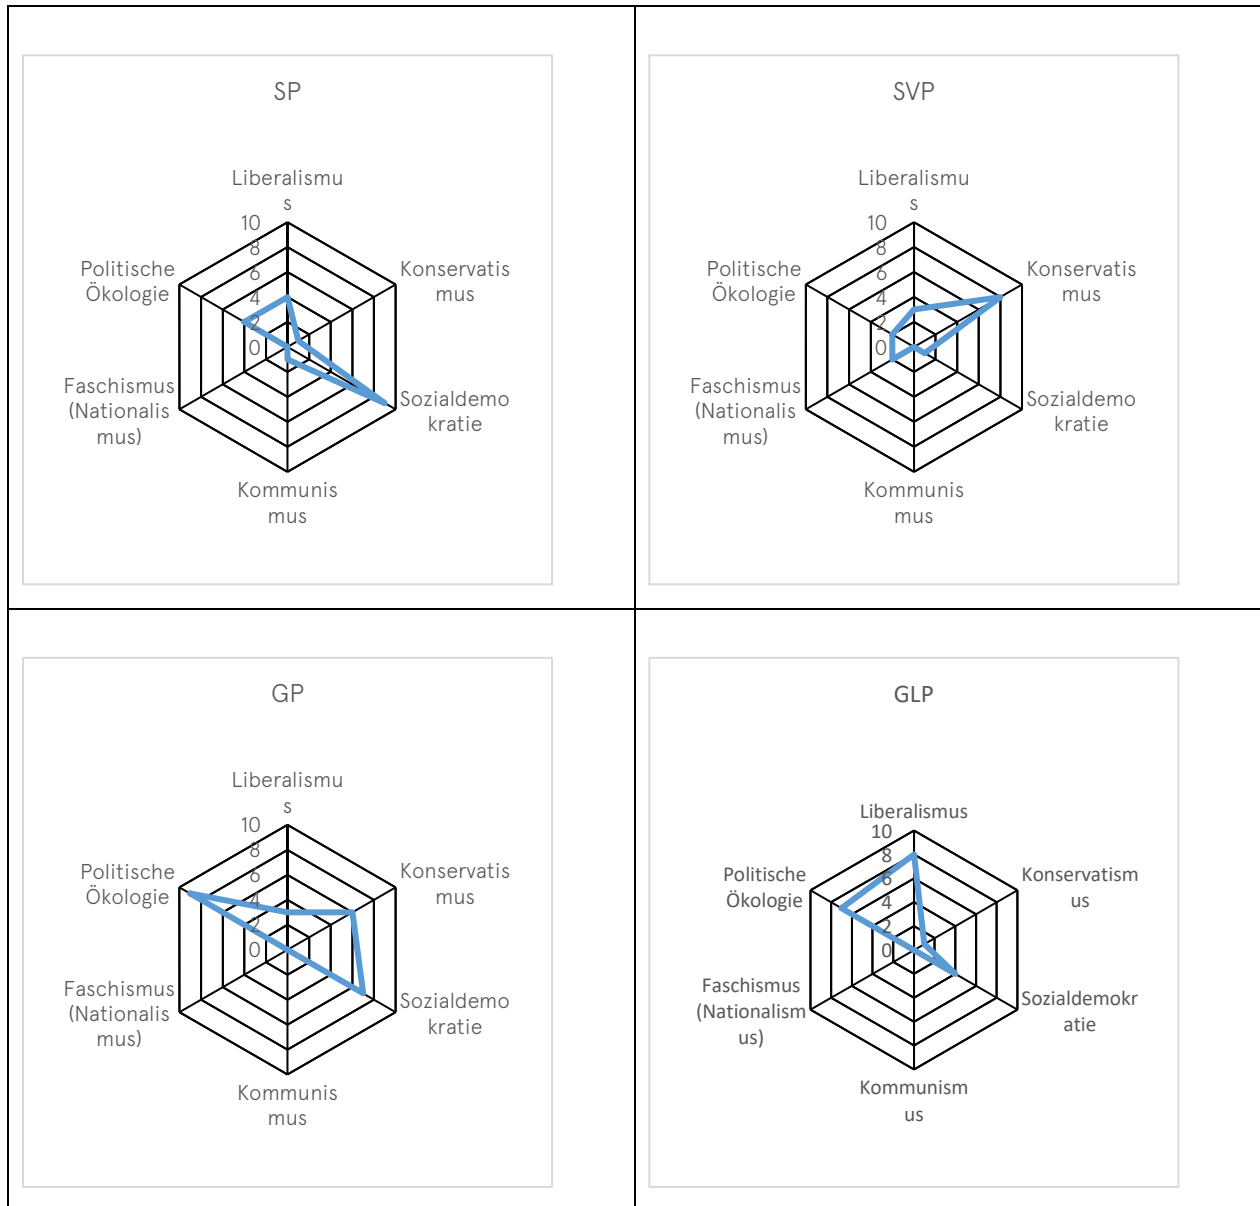 SP
Liberalismu
s
10
8
6
4
2
0
Politische
Ökologie
Konservatis
mus
Faschismus
(Nationalis
mus)
Sozialdemo
kratie
Kommunis
mus
SVP
Liberalismu
s
10
8
6
4
2
0
Politische
Ökologie
Konservatis
mus
Faschismus
(Nationalis
mus)
Sozialdemo
kratie
Kommunis
mus
GP
Liberalismu
s
10
8
6
4
2
0
Politische
Ökologie
Konservatis
mus
Faschismus
(Nationalis
mus)
Sozialdemo
kratie
Kommunis
mus
GLP
Liberalismus
10
8
6
4
2
0
Politische
Ökologie
Konservatism
us
Faschismus
(Nationalism
us)
Sozialdemokr
atie
Kommunism
us